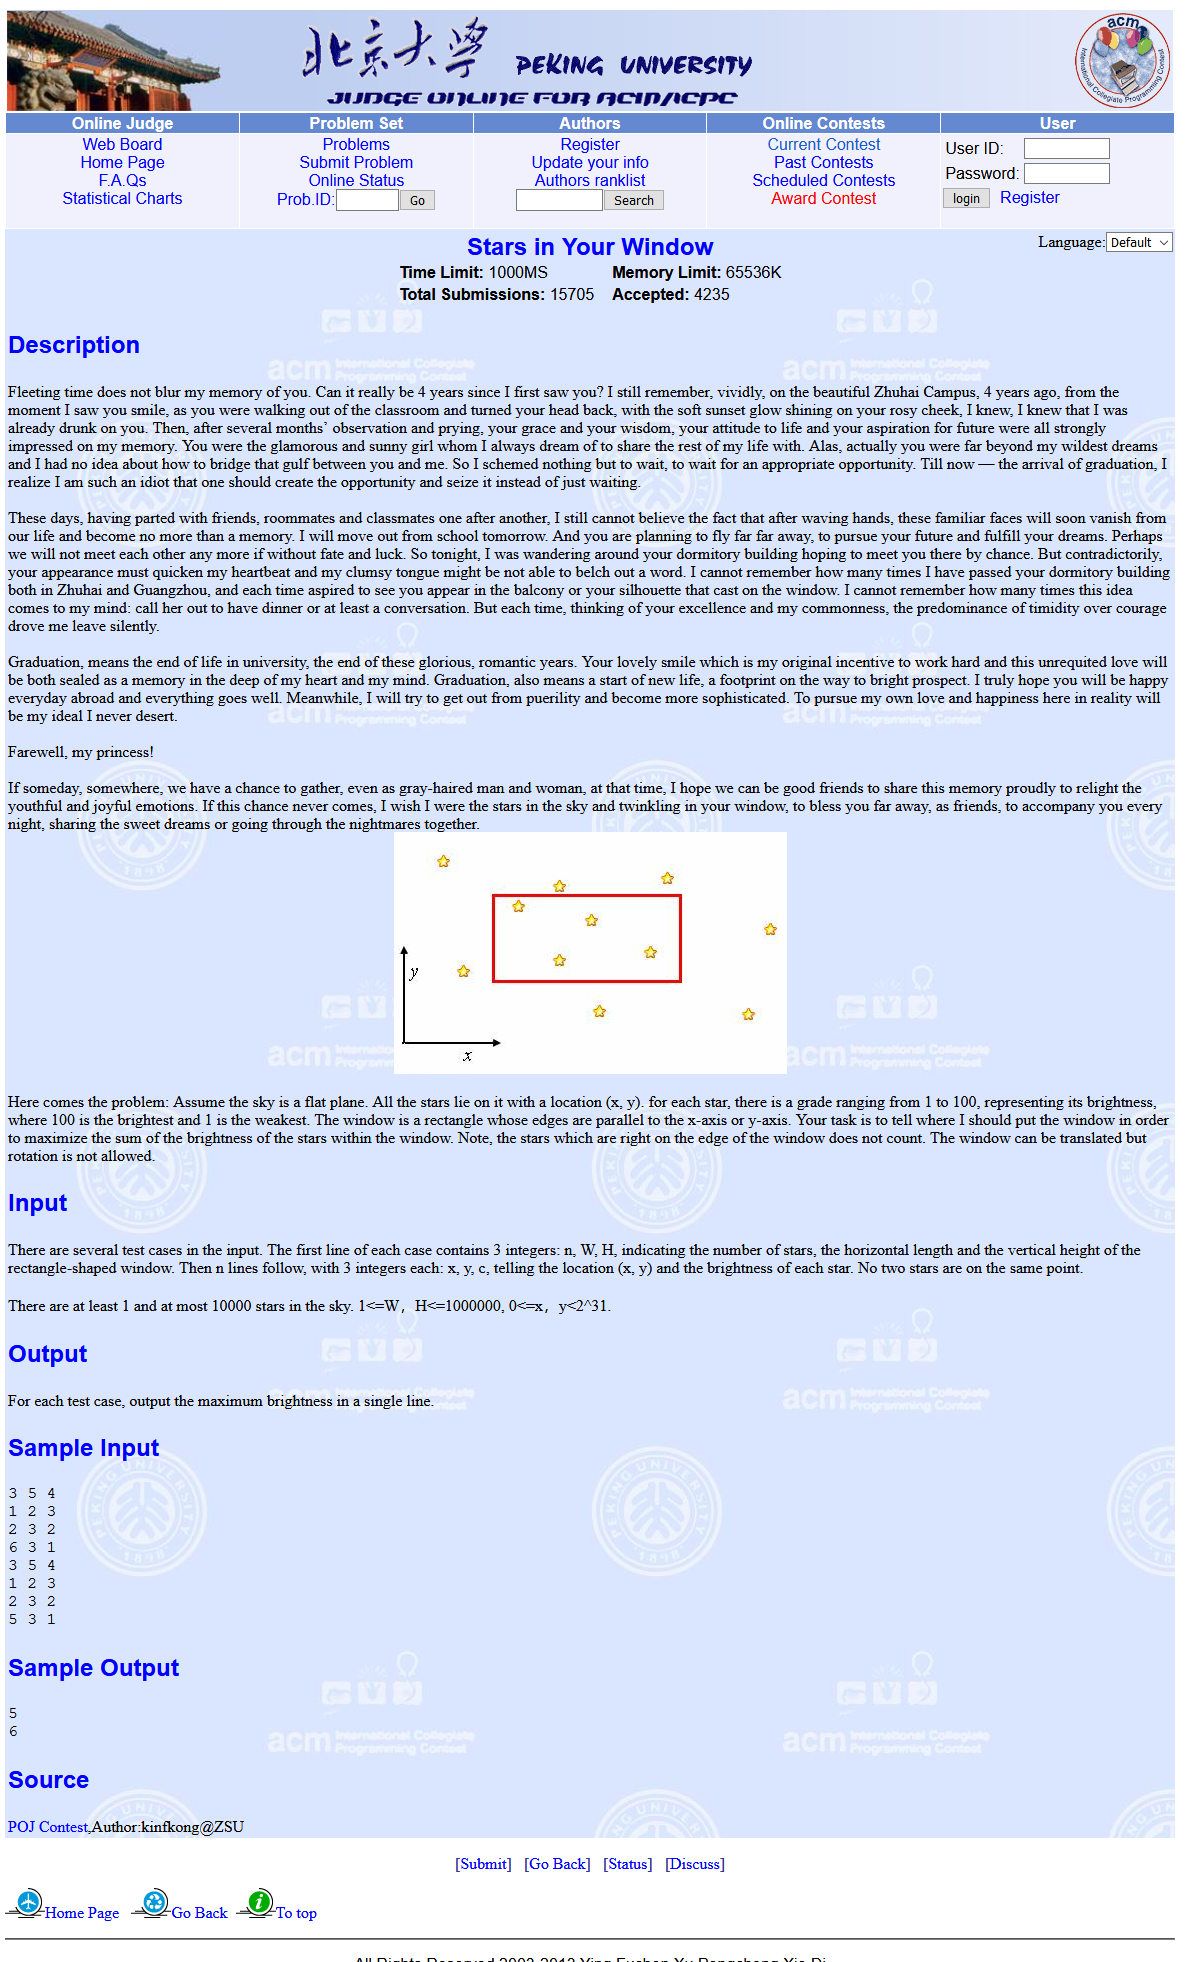 北京大学 PEKING UNIVERSITY
JUDGE ONLINE FOR ACM/ICPC
acm International Collegiate Programming Contest
Online Judge Problem Set Authors Online Contests User
Web Board Problems Register Current Contest User ID:
Home Page Submit Problem Update your info Past Contests Password:
F.A.Qs Online Status Authors ranklist Scheduled Contests login Register
Statistical Charts Prob.ID: Go Search Award Contest
Stars in Your Window
Language: Default
Time Limit: 1000MS Memory Limit: 65536K
Total Submissions: 15705 Accepted: 4235
Description
Fleeting time does not blur my memory of you. Can it really be 4 years since I first saw you? I still remember, vividly, on the beautiful Zhuhai Campus, 4 years ago, from the
moment I saw you smile, as you were walking out of the classroom and turned your head back, with the soft sunset glow shining on your rosy cheek, I knew, I knew that I was
already drunk on you. Then, after several months’ observation and prying, your grace and your wisdom, your attitude to life and your aspiration for future were all strongly
impressed on my memory. You were the glamorous and sunny girl whom I always dream of to share the rest of my life with. Alas, actually you were far beyond my wildest dreams
and I had no idea about how to bridge that gulf between you and me. So I schemed nothing but to wait, to wait for an appropriate opportunity. Till now — the arrival of graduation, I
realize I am such an idiot that one should create the opportunity and seize it instead of just waiting.
These days, having parted with friends, roommates and classmates one after another, I still cannot believe the fact that after waving hands, these familiar faces will soon vanish from
our life and become no more than a memory. I will move out from school tomorrow. And you are planning to fly far far away, to pursue your future and fulfill your dreams. Perhaps
we will not meet each other any more if without fate and luck. So tonight, I was wandering around your dormitory building hoping to meet you there by chance. But contradictorily,
your appearance must quicken my heartbeat and my clumsy tongue might be not able to belch out a word. I cannot remember how many times I have passed your dormitory building
both in Zhuhai and Guangzhou, and each time aspired to see you appear in the balcony or your silhouette that cast on the window. I cannot remember how many times this idea
comes to my mind: call her out to have dinner or at least a conversation. But each time, thinking of your excellence and my commonness, the predominance of timidity over courage
drove me leave silently.
Graduation, means the end of life in university, the end of these glorious, romantic years. Your lovely smile which is my original incentive to work hard and this unrequited love will
be both sealed as a memory in the deep of my heart and my mind. Graduation, also means a start of new life, a footprint on the way to bright prospect. I truly hope you will be happy
everyday abroad and everything goes well. Meanwhile, I will try to get out from puerility and become more sophisticated. To pursue my own love and happiness here in reality will
be my ideal I never desert.
Farewell, my princess!
If someday, somewhere, we have a chance to gather, even as gray-haired man and woman, at that time, I hope we can be good friends to share this memory proudly to relight the
youthful and joyful emotions. If this chance never comes, I wish I were the stars in the sky and twinkling in your window, to bless you far away, as friends, to accompany you every
night, sharing the sweet dreams or going through the nightmares together.
y
x
Here comes the problem: Assume the sky is a flat plane. All the stars lie on it with a location (x, y). for each star, there is a grade ranging from 1 to 100, representing its brightness,
where 100 is the brightest and 1 is the weakest. The window is a rectangle whose edges are parallel to the x-axis or y-axis. Your task is to tell where I should put the window in order
to maximize the sum of the brightness of the stars within the window. Note, the stars which are right on the edge of the window does not count. The window can be translated but
rotation is not allowed.
Input
There are several test cases in the input. The first line of each case contains 3 integers: n, W, H, indicating the number of stars, the horizontal length and the vertical height of the
rectangle-shaped window. Then n lines follow, with 3 integers each: x, y, c, telling the location (x, y) and the brightness of each star. No two stars are on the same point.
There are at least 1 and at most 10000 stars in the sky. 1<=W，H<=1000000, 0<=x，y<2^31.
Output
For each test case, output the maximum brightness in a single line.
Sample Input
3 5 4
1 2 3
2 3 2
6 3 1
3 5 4
1 2 3
2 3 2
5 3 1
Sample Output
5
6
Source
POJ Contest,Author:kinfkong@ZSU
[Submit] [Go Back] [Status] [Discuss]
Home Page Go Back To top